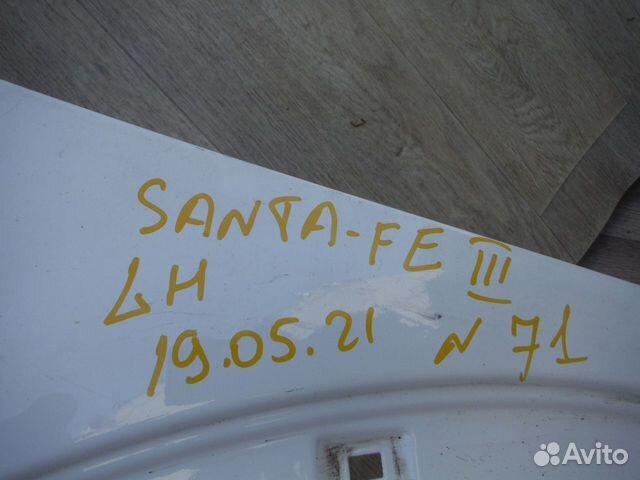 SANTA-FE III
LH
19.05.21 N 71
Avito